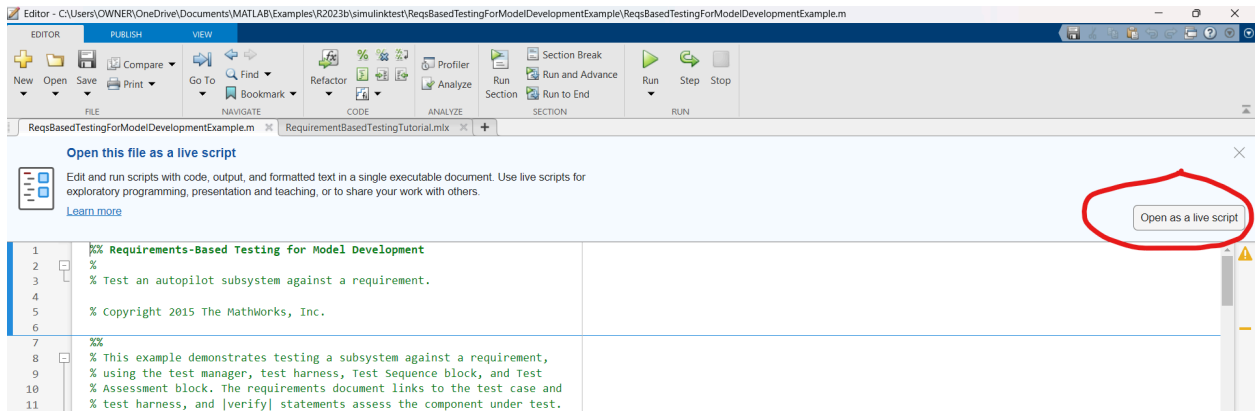 Editor - C:\Users\OWNER\OneDrive\Documents\MATLAB\Examples\R2023b\simulinktest\ReqsBasedTestingForModelDevelopmentExample\ReqsBasedTestingForModelDevelopmentExample.m
EDITOR PUBLISH VIEW
New Open Save Compare Print
Go To Find Bookmark
Refactor
Profiler Analyze
Run Section Section Break Run and Advance Run to End
Run Step Stop
FILE NAVIGATE CODE ANALYZE SECTION RUN
ReqsBasedTestingForModelDevelopmentExample.m RequirementBasedTestingTutorial.mlx
Open this file as a live script
Edit and run scripts with code, output, and formatted text in a single executable document. Use live scripts for
exploratory programming, presentation and teaching, or to share your work with others.
Learn more
Open as a live script
1 %% Requirements-Based Testing for Model Development
2 %
3 % Test an autopilot subsystem against a requirement.
4
5 % Copyright 2015 The MathWorks, Inc.
6
7 %%
8 % This example demonstrates testing a subsystem against a requirement,
9 % using the test manager, test harness, Test Sequence block, and Test
10 % Assessment block. The requirements document links to the test case and
11 % test harness, and |verify| statements assess the component under test.